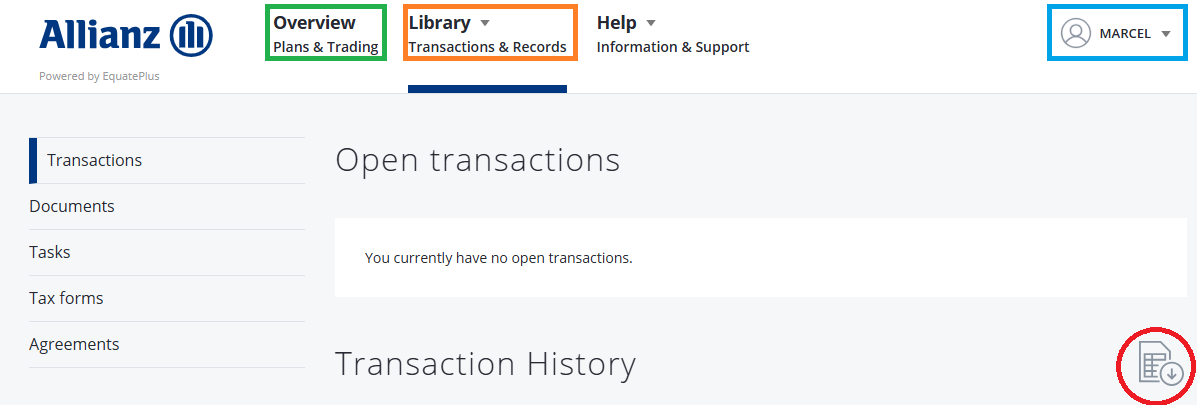 Allianz
Powered by EquatePlus
Overview
Plans & Trading
Library
Transactions & Records
Help
Information & Support
MARCEL
Transactions
Documents
Tasks
Tax forms
Agreements
Open transactions
You currently have no open transactions.
Transaction History